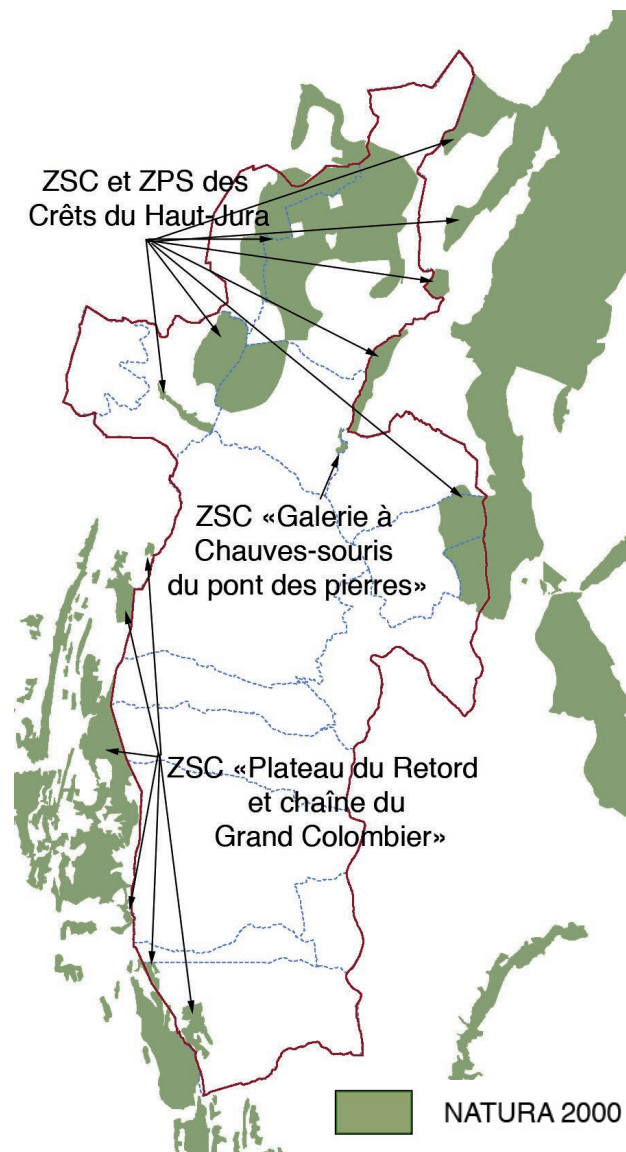 ZSC et ZPS des
Crêts du Haut-Jura
ZSC «Galerie à
Chauves-souris
du pont des pierres»
ZSC «Plateau du Retord
et chaîne du
Grand Colombier»
NATURA 2000